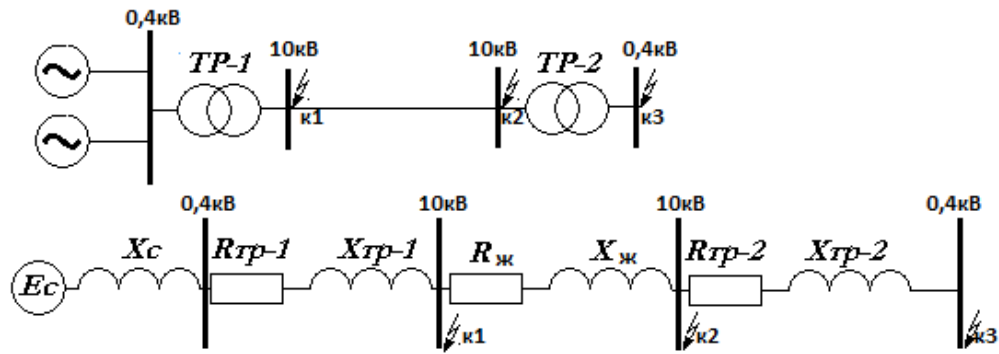 0,4кВ
10кВ ТР-1 10кВ ТР-2 0,4кВ
к1 к2 к3
0,4кВ 10кВ 10кВ 0,4кВ
Ес Хс Rтр-1 Хтр-1 Rж Хж Rтр-2 Хтр-2
к1 к2 к3